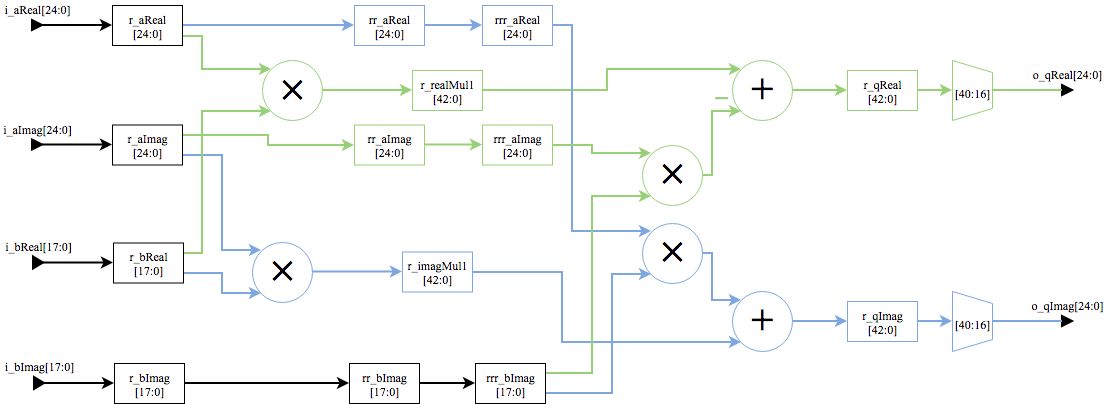 i_aReal[24:0]
r_aReal
[24:0]
rr_aReal
[24:0]
rrr_aReal
[24:0]
×
r_realMul1
[42:0]
+
r_qReal
[42:0]
[40:16]
o_qReal[24:0]
i_aImag[24:0]
r_aImag
[24:0]
rr_aImag
[24:0]
rrr_aImag
[24:0]
×
i_bReal[17:0]
r_bReal
[17:0]
×
r_imagMul1
[42:0]
×
+
r_qImag
[42:0]
[40:16]
o_qImag[24:0]
i_bImag[17:0]
r_bImag
[17:0]
rr_bImag
[17:0]
rrr_bImag
[17:0]